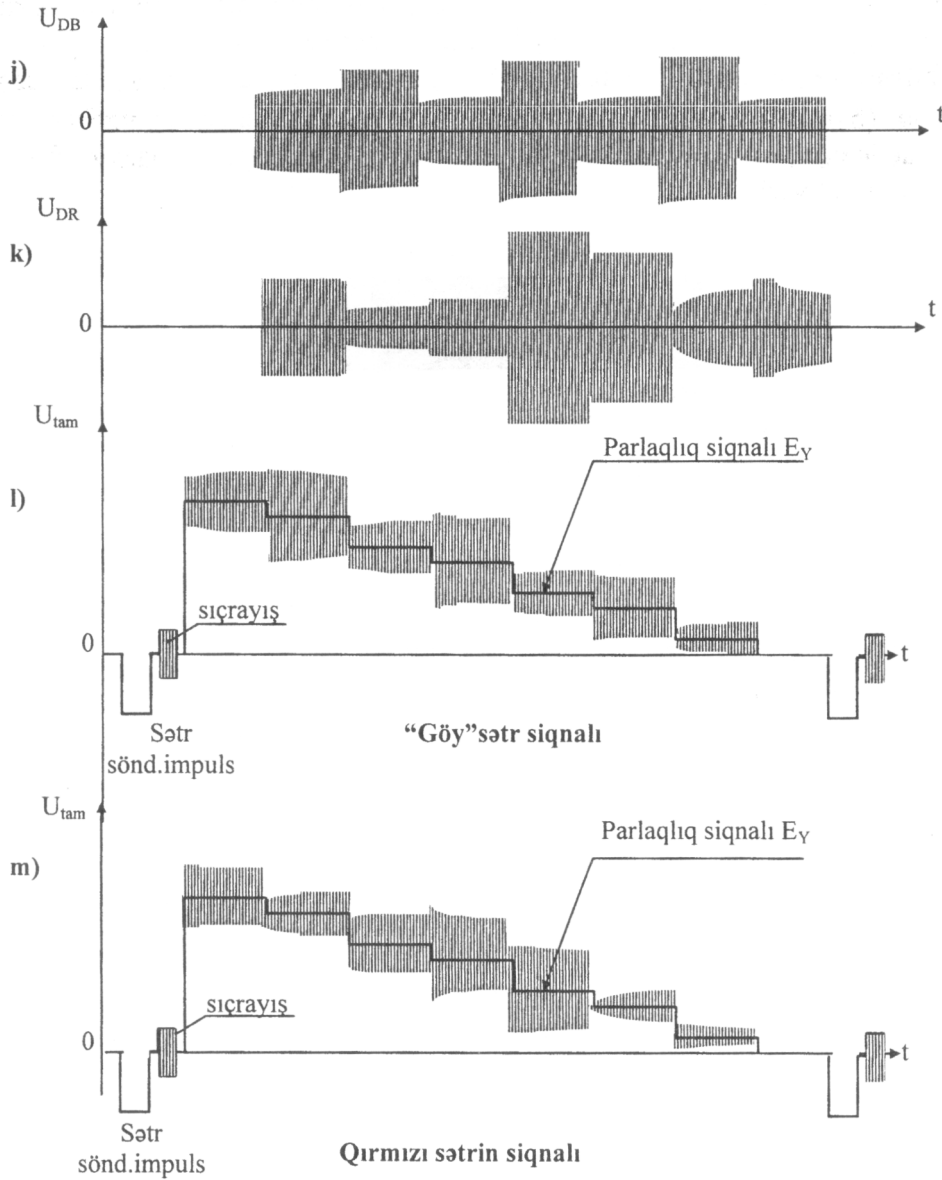 U_DB
j)
0
t
U_DR
k)
0
t
U_tam
Parlaqlıq siqnalı E_Y
l)
sıçrayış
0
t
Sətr
sönd.impuls
“Göy”sətr siqnalı
U_tam
Parlaqlıq siqnalı E_Y
m)
sıçrayış
0
t
Sətr
sönd.impuls
Qırmızı sətrin siqnalı